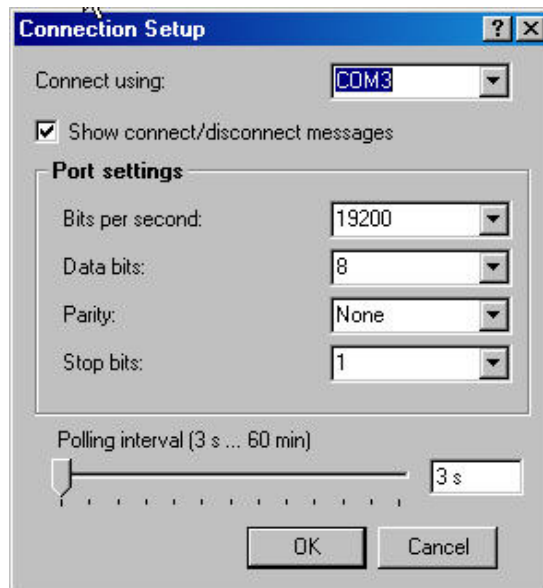 Connection Setup
Connect using: COM3
Show connect/disconnect messages
Port settings
Bits per second: 19200
Data bits: 8
Parity: None
Stop bits: 1
Polling interval (3 s ... 60 min)
3 s
OK Cancel